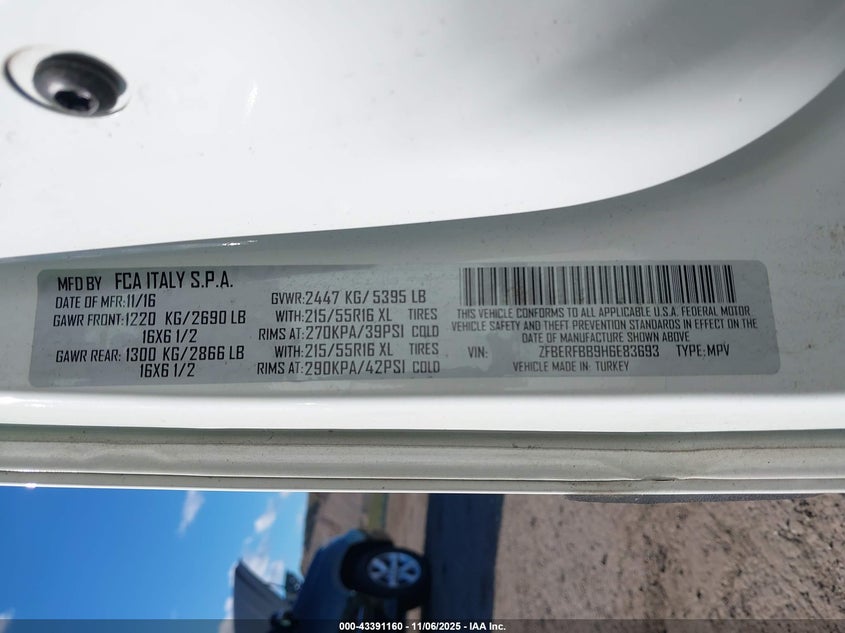 MFD BY FCA ITALY S.P.A.
DATE OF MFR:11/16 GVWR:2447 KG/5395 LB
GAWR FRONT:1220 KG/2690 LB WITH:215/55R16 XL TIRES
16X6 1/2 RIMS AT:270KPA/39PSI COLD
GAWR REAR:1300 KG/2866 LB WITH:215/55R16 XL TIRES
16X6 1/2 RIMS AT:290KPA/42PSI COLD
THIS VEHICLE CONFORMS TO ALL APPLICABLE U.S.A. FEDERAL MOTOR
VEHICLE SAFETY AND THEFT PREVENTION STANDARDS IN EFFECT ON THE
DATE OF MANUFACTURE SHOWN ABOVE
VIN: ZFBERFBB9H6E83693 TYPE:MPV
VEHICLE MADE IN: TURKEY
000-43391160 - 11/06/2025 - IAA Inc.